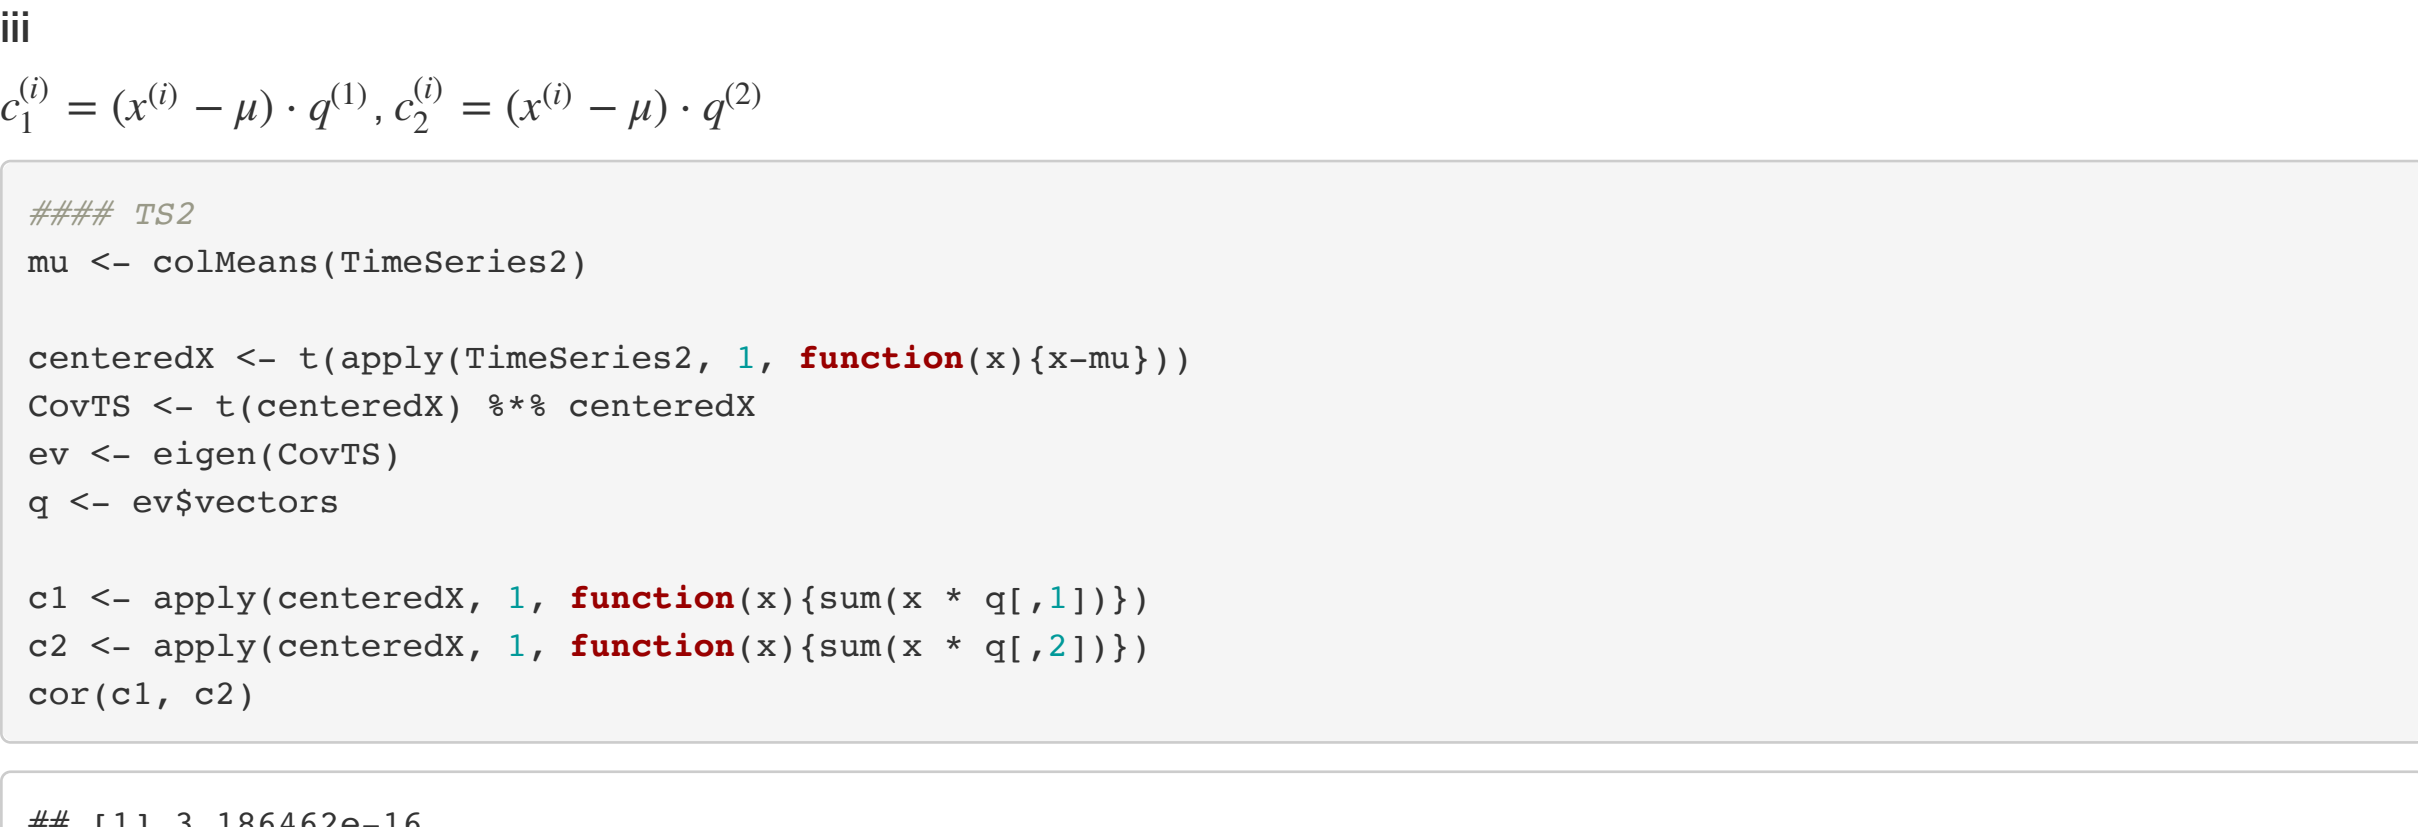 iii
c₁⁽ⁱ⁾ = (x⁽ⁱ⁾ − μ) · q⁽¹⁾, c₂⁽ⁱ⁾ = (x⁽ⁱ⁾ − μ) · q⁽²⁾
#### TS2
mu <- colMeans(TimeSeries2)
centeredX <- t(apply(TimeSeries2, 1, function(x){x-mu}))
CovTS <- t(centeredX) %*% centeredX
ev <- eigen(CovTS)
q <- ev$vectors
c1 <- apply(centeredX, 1, function(x){sum(x * q[,1])})
c2 <- apply(centeredX, 1, function(x){sum(x * q[,2])})
cor(c1, c2)
## [1] 3.186462e-16